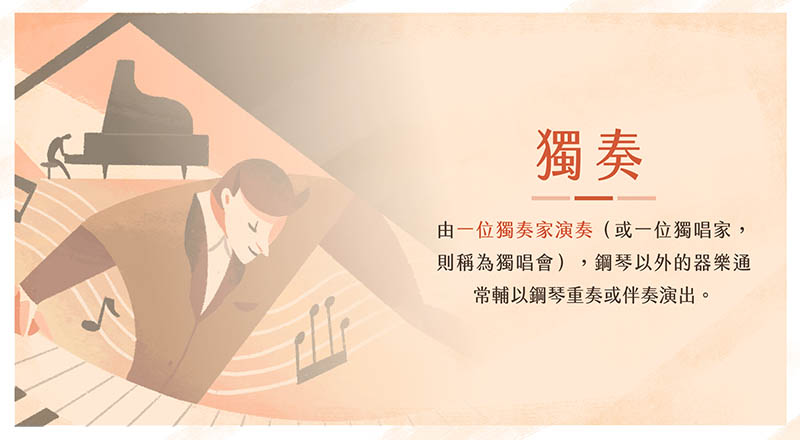 獨奏
由一位獨奏家演奏（或一位獨唱家，
則稱為獨唱會），鋼琴以外的器樂通
常輔以鋼琴重奏或伴奏演出。